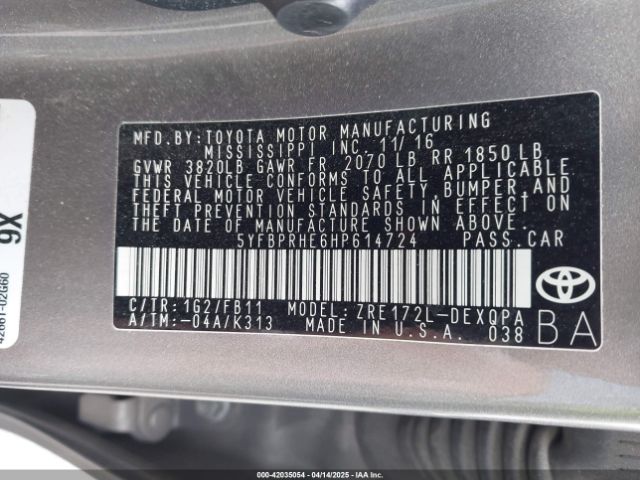 MFD.BY:TOYOTA MOTOR MANUFACTURING
MISSISSIPPI INC. 11/16
GVWR 3820LB GAWR FR 2070 LB RR 1850 LB
THIS VEHICLE CONFORMS TO ALL APPLICABLE
FEDERAL MOTOR VEHICLE SAFETY, BUMPER, AND
THEFT PREVENTION STANDARDS IN EFFECT ON
THE DATE OF MANUFACTURE SHOWN ABOVE.
5YFBPRHE6HP614724 PASS.CAR
C/TR:1G2/FB11 MODEL:ZRE172L-DEXQPA
A/TM:-04A/K313 MADE IN U.S.A. 038
BA
9X
42661-02G60
000-42035054 | 04/14/2025 | IAA Inc.